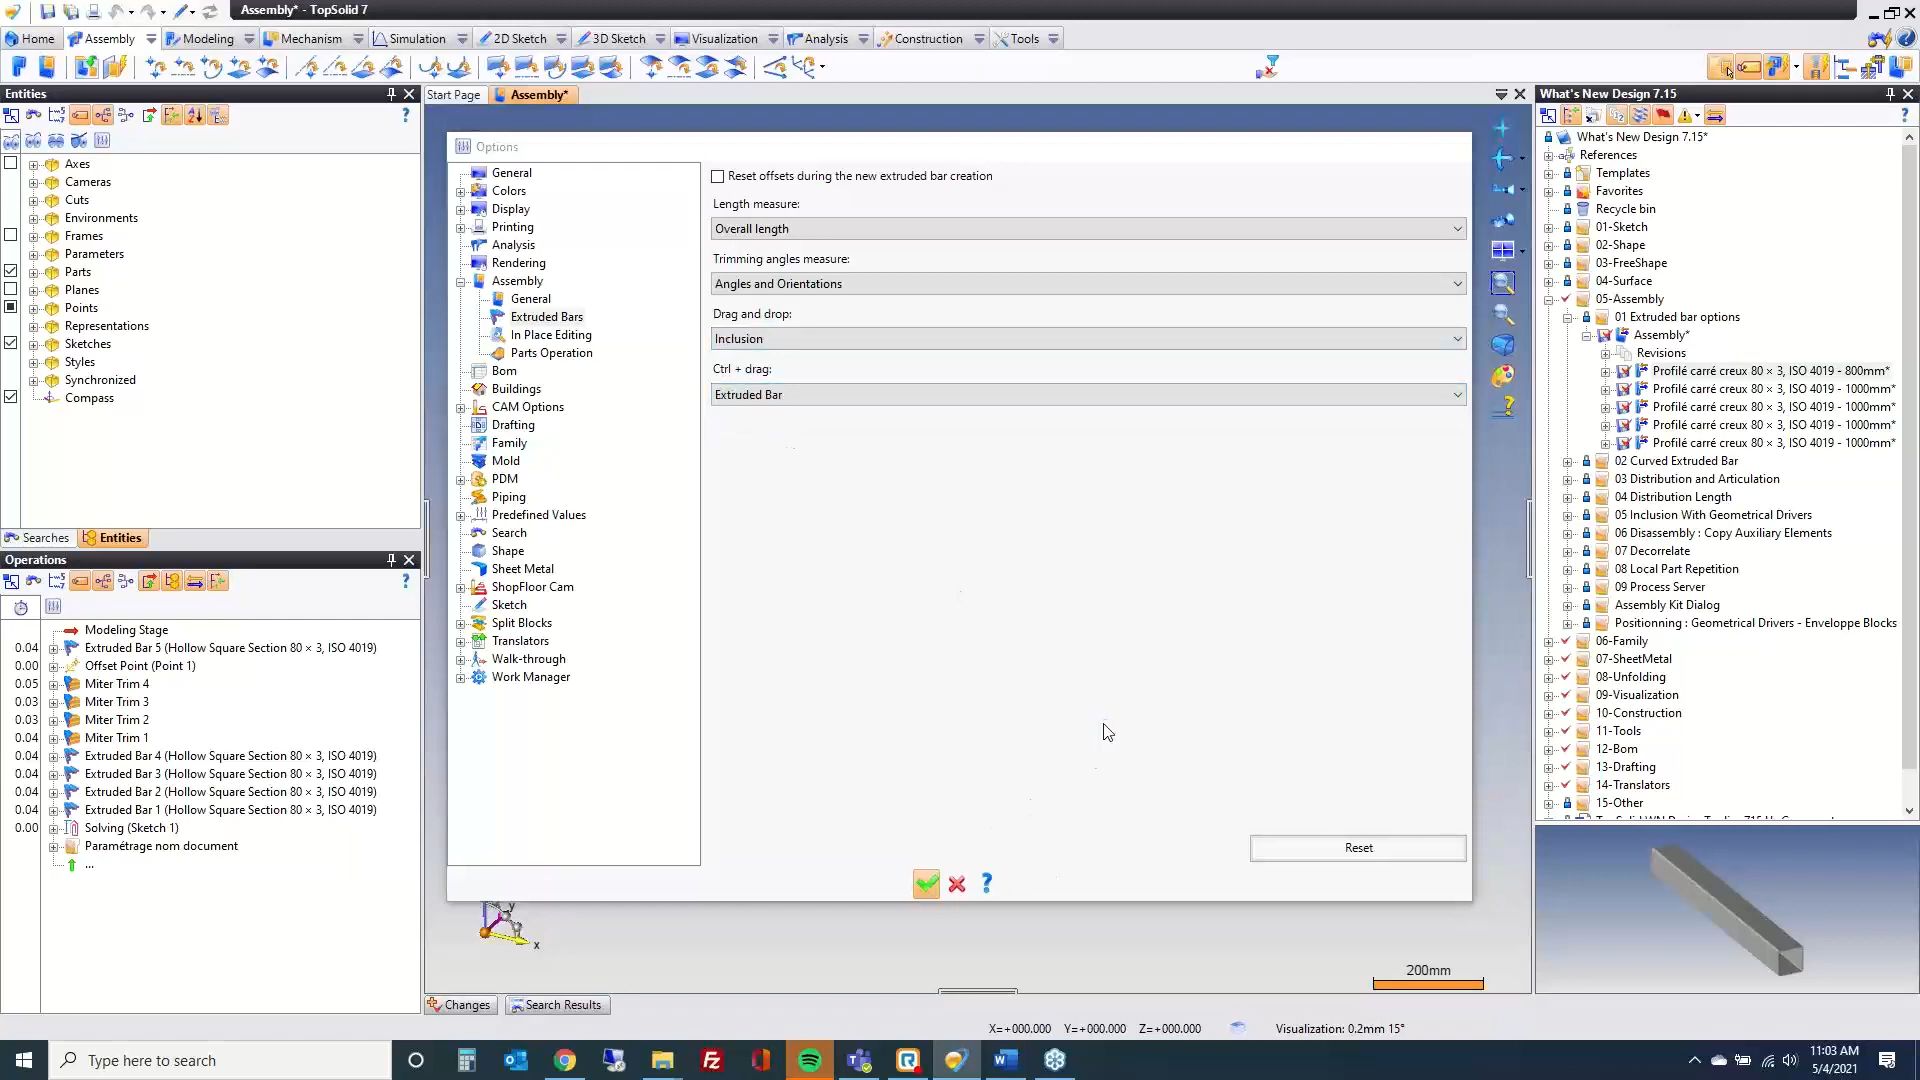 Assembly* - TopSolid 7
Home
Assembly
Modeling
Mechanism
Simulation
2D Sketch
3D Sketch
Visualization
Analysis
Construction
Tools
Entities
Axes
Cameras
Cuts
Environments
Frames
Parameters
Parts
Planes
Points
Representations
Sketches
Styles
Synchronized
Compass
Searches
Entities
Operations
Modeling Stage
0.04 Extruded Bar 5 (Hollow Square Section 80 × 3, ISO 4019)
0.00 Offset Point (Point 1)
0.05 Miter Trim 4
0.03 Miter Trim 3
0.03 Miter Trim 2
0.04 Miter Trim 1
0.04 Extruded Bar 4 (Hollow Square Section 80 × 3, ISO 4019)
0.04 Extruded Bar 3 (Hollow Square Section 80 × 3, ISO 4019)
0.04 Extruded Bar 2 (Hollow Square Section 80 × 3, ISO 4019)
0.04 Extruded Bar 1 (Hollow Square Section 80 × 3, ISO 4019)
0.00 Solving (Sketch 1)
Paramétrage nom document
...
Start Page
Assembly*
Options
General
Colors
Display
Printing
Analysis
Rendering
Assembly
General
Extruded Bars
In Place Editing
Parts Operation
Bom
Buildings
CAM Options
Drafting
Family
Mold
PDM
Piping
Predefined Values
Search
Shape
Sheet Metal
ShopFloor Cam
Sketch
Split Blocks
Translators
Walk-through
Work Manager
Reset offsets during the new extruded bar creation
Length measure:
Overall length
Trimming angles measure:
Angles and Orientations
Drag and drop:
Inclusion
Ctrl + drag:
Extruded Bar
Reset
y
x
200mm
Changes
Search Results
X=+000.000 Y=+000.000 Z=+000.000
Visualization: 0.2mm 15°
What's New Design 7.15
What's New Design 7.15*
References
Templates
Favorites
Recycle bin
01-Sketch
02-Shape
03-FreeShape
04-Surface
05-Assembly
01 Extruded bar options
Assembly*
Revisions
Profilé carré creux 80 × 3, ISO 4019 - 800mm*
Profilé carré creux 80 × 3, ISO 4019 - 1000mm*
Profilé carré creux 80 × 3, ISO 4019 - 1000mm*
Profilé carré creux 80 × 3, ISO 4019 - 1000mm*
Profilé carré creux 80 × 3, ISO 4019 - 1000mm*
02 Curved Extruded Bar
03 Distribution and Articulation
04 Distribution Length
05 Inclusion With Geometrical Drivers
06 Disassembly : Copy Auxiliary Elements
07 Decorrelate
08 Local Part Repetition
09 Process Server
Assembly Kit Dialog
Positionning : Geometrical Drivers - Enveloppe Blocks
06-Family
07-SheetMetal
08-Unfolding
09-Visualization
10-Construction
11-Tools
12-Bom
13-Drafting
14-Translators
15-Other
Type here to search
11:03 AM
5/4/2021